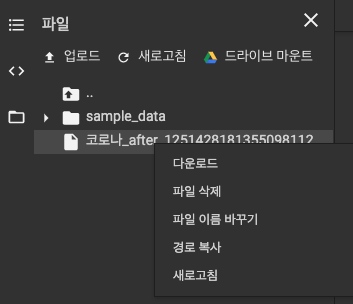 파일
업로드 새로고침 드라이브 마운트
..
sample_data
코로나_after_1251428181355098112
다운로드
파일 삭제
파일 이름 바꾸기
경로 복사
새로고침